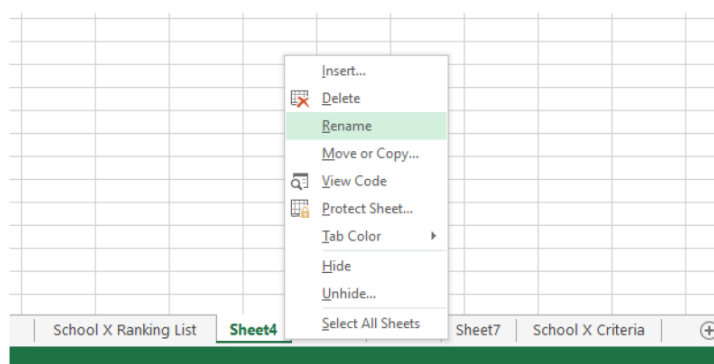 Insert...
Delete
Rename
Move or Copy...
View Code
Protect Sheet...
Tab Color
Hide
Unhide...
Select All Sheets
School X Ranking List Sheet4 Sheet7 School X Criteria